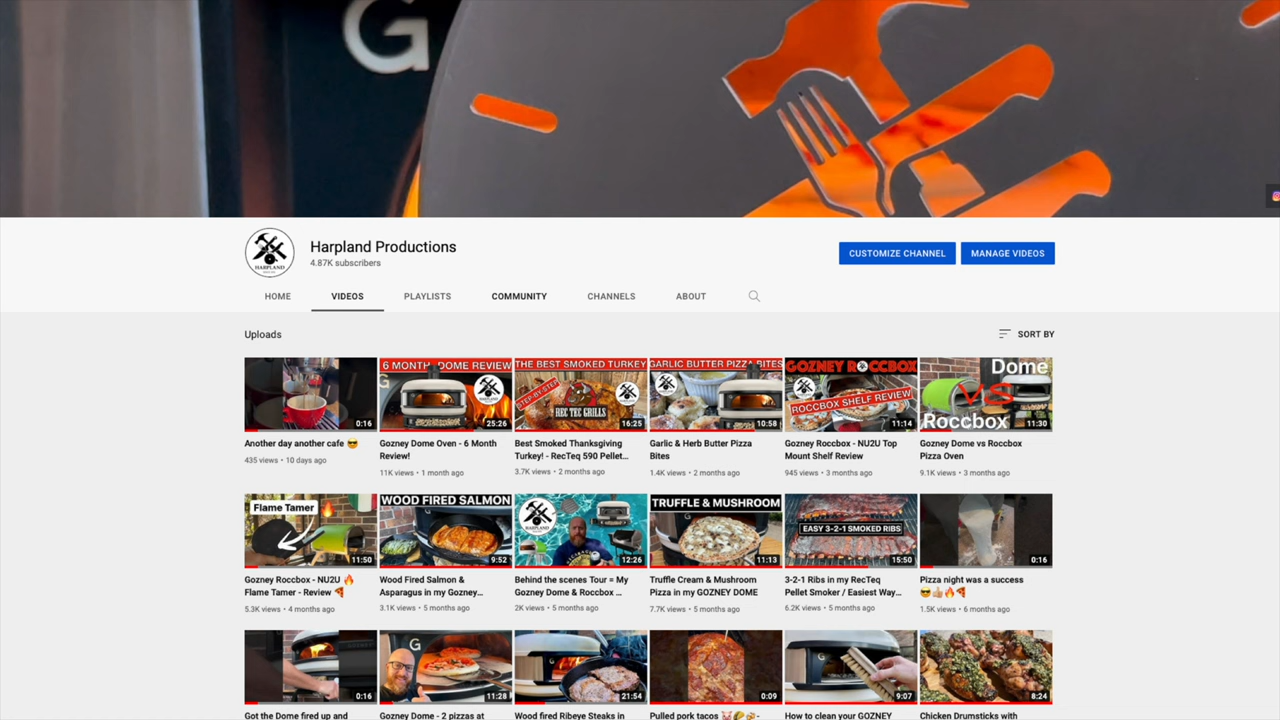 G
HARPLAND
Harpland Productions
4.87K subscribers
CUSTOMIZE CHANNEL
MANAGE VIDEOS
HOME
VIDEOS
PLAYLISTS
COMMUNITY
CHANNELS
ABOUT
Uploads
SORT BY
0:16
Another day another cafe 😎
435 views • 10 days ago
6 MONTH DOME REVIEW
G
25:26
Gozney Dome Oven - 6 Month
Review!
11K views • 1 month ago
THE BEST SMOKED TURKEY
STEP-BY-STEP
REC TEC GRILLS
16:25
Best Smoked Thanksgiving
Turkey! - RecTeq 590 Pellet...
3.7K views • 2 months ago
GARLIC BUTTER PIZZA BITES
10:58
Garlic & Herb Butter Pizza
Bites
1.4K views • 2 months ago
GOZNEY ROCCBOX
ROCCBOX SHELF REVIEW
11:14
Gozney Roccbox - NU2U Top
Mount Shelf Review
945 views • 3 months ago
Dome
VS
Roccbox
11:30
Gozney Dome vs Roccbox
Pizza Oven
9.1K views • 3 months ago
Flame Tamer
11:50
Gozney Roccbox - NU2U 🔥
Flame Tamer - Review 🍕
5.3K views • 4 months ago
WOOD FIRED SALMON
9:52
Wood Fired Salmon &
Asparagus in my Gozney...
3.1K views • 5 months ago
HARPLAND
12:26
Behind the scenes Tour = My
Gozney Dome & Roccbox ...
2K views • 5 months ago
TRUFFLE & MUSHROOM
11:13
Truffle Cream & Mushroom
Pizza in my GOZNEY DOME
7.7K views • 5 months ago
EASY 3-2-1 SMOKED RIBS
15:50
3-2-1 Ribs in my RecTeq
Pellet Smoker / Easiest Way...
6.2K views • 5 months ago
0:16
Pizza night was a success
😎👍🏼🔥🍕
1.5K views • 6 months ago
0:16
Got the Dome fired up and
G
11:28
Gozney Dome - 2 pizzas at
21:54
Wood fired Ribeye Steaks in
0:09
Pulled pork tacos 🐷🌮🍻 -
G
9:07
How to clean your GOZNEY
8:24
Chicken Drumsticks with